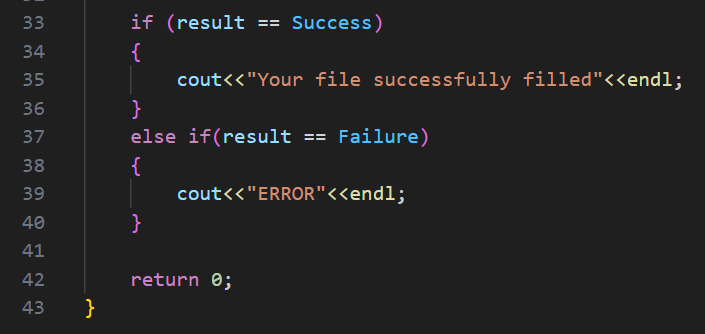 33 if (result == Success)
34 {
35 cout<<"Your file successfully filled"<<endl;
36 }
37 else if(result == Failure)
38 {
39 cout<<"ERROR"<<endl;
40 }
41
42 return 0;
43 }